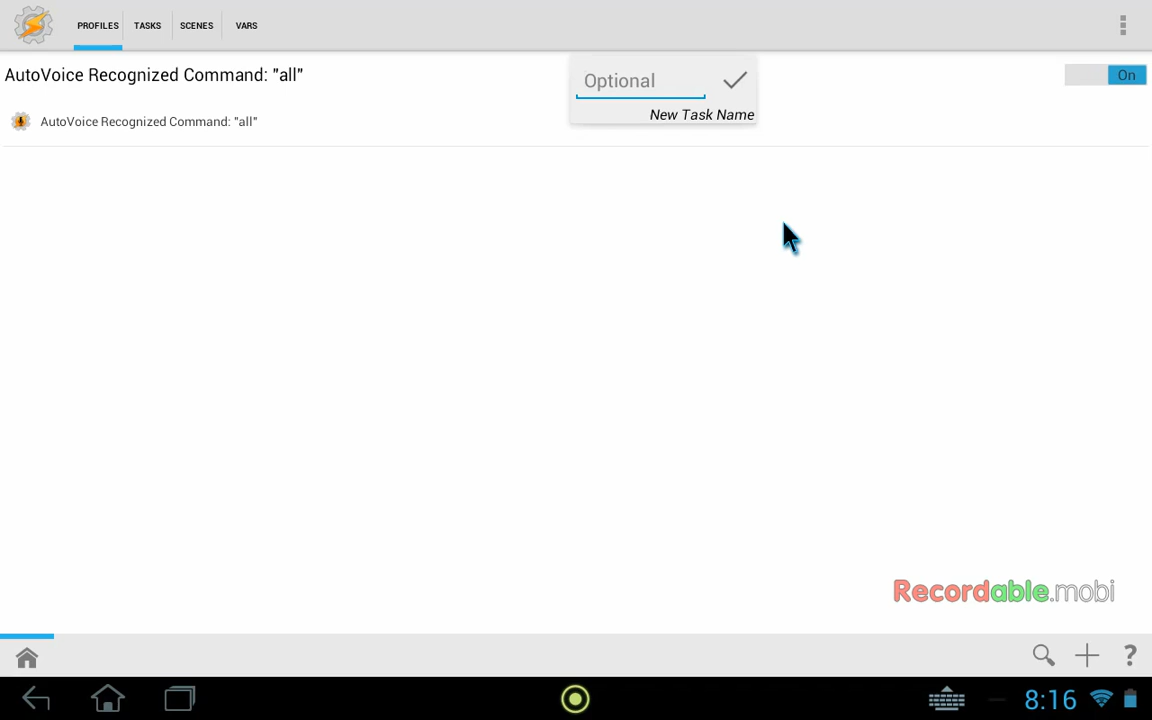 PROFILES TASKS SCENES VARS
AutoVoice Recognized Command: "all"
Optional
On
New Task Name
AutoVoice Recognized Command: "all"
Recordable.mobi
?
8:16